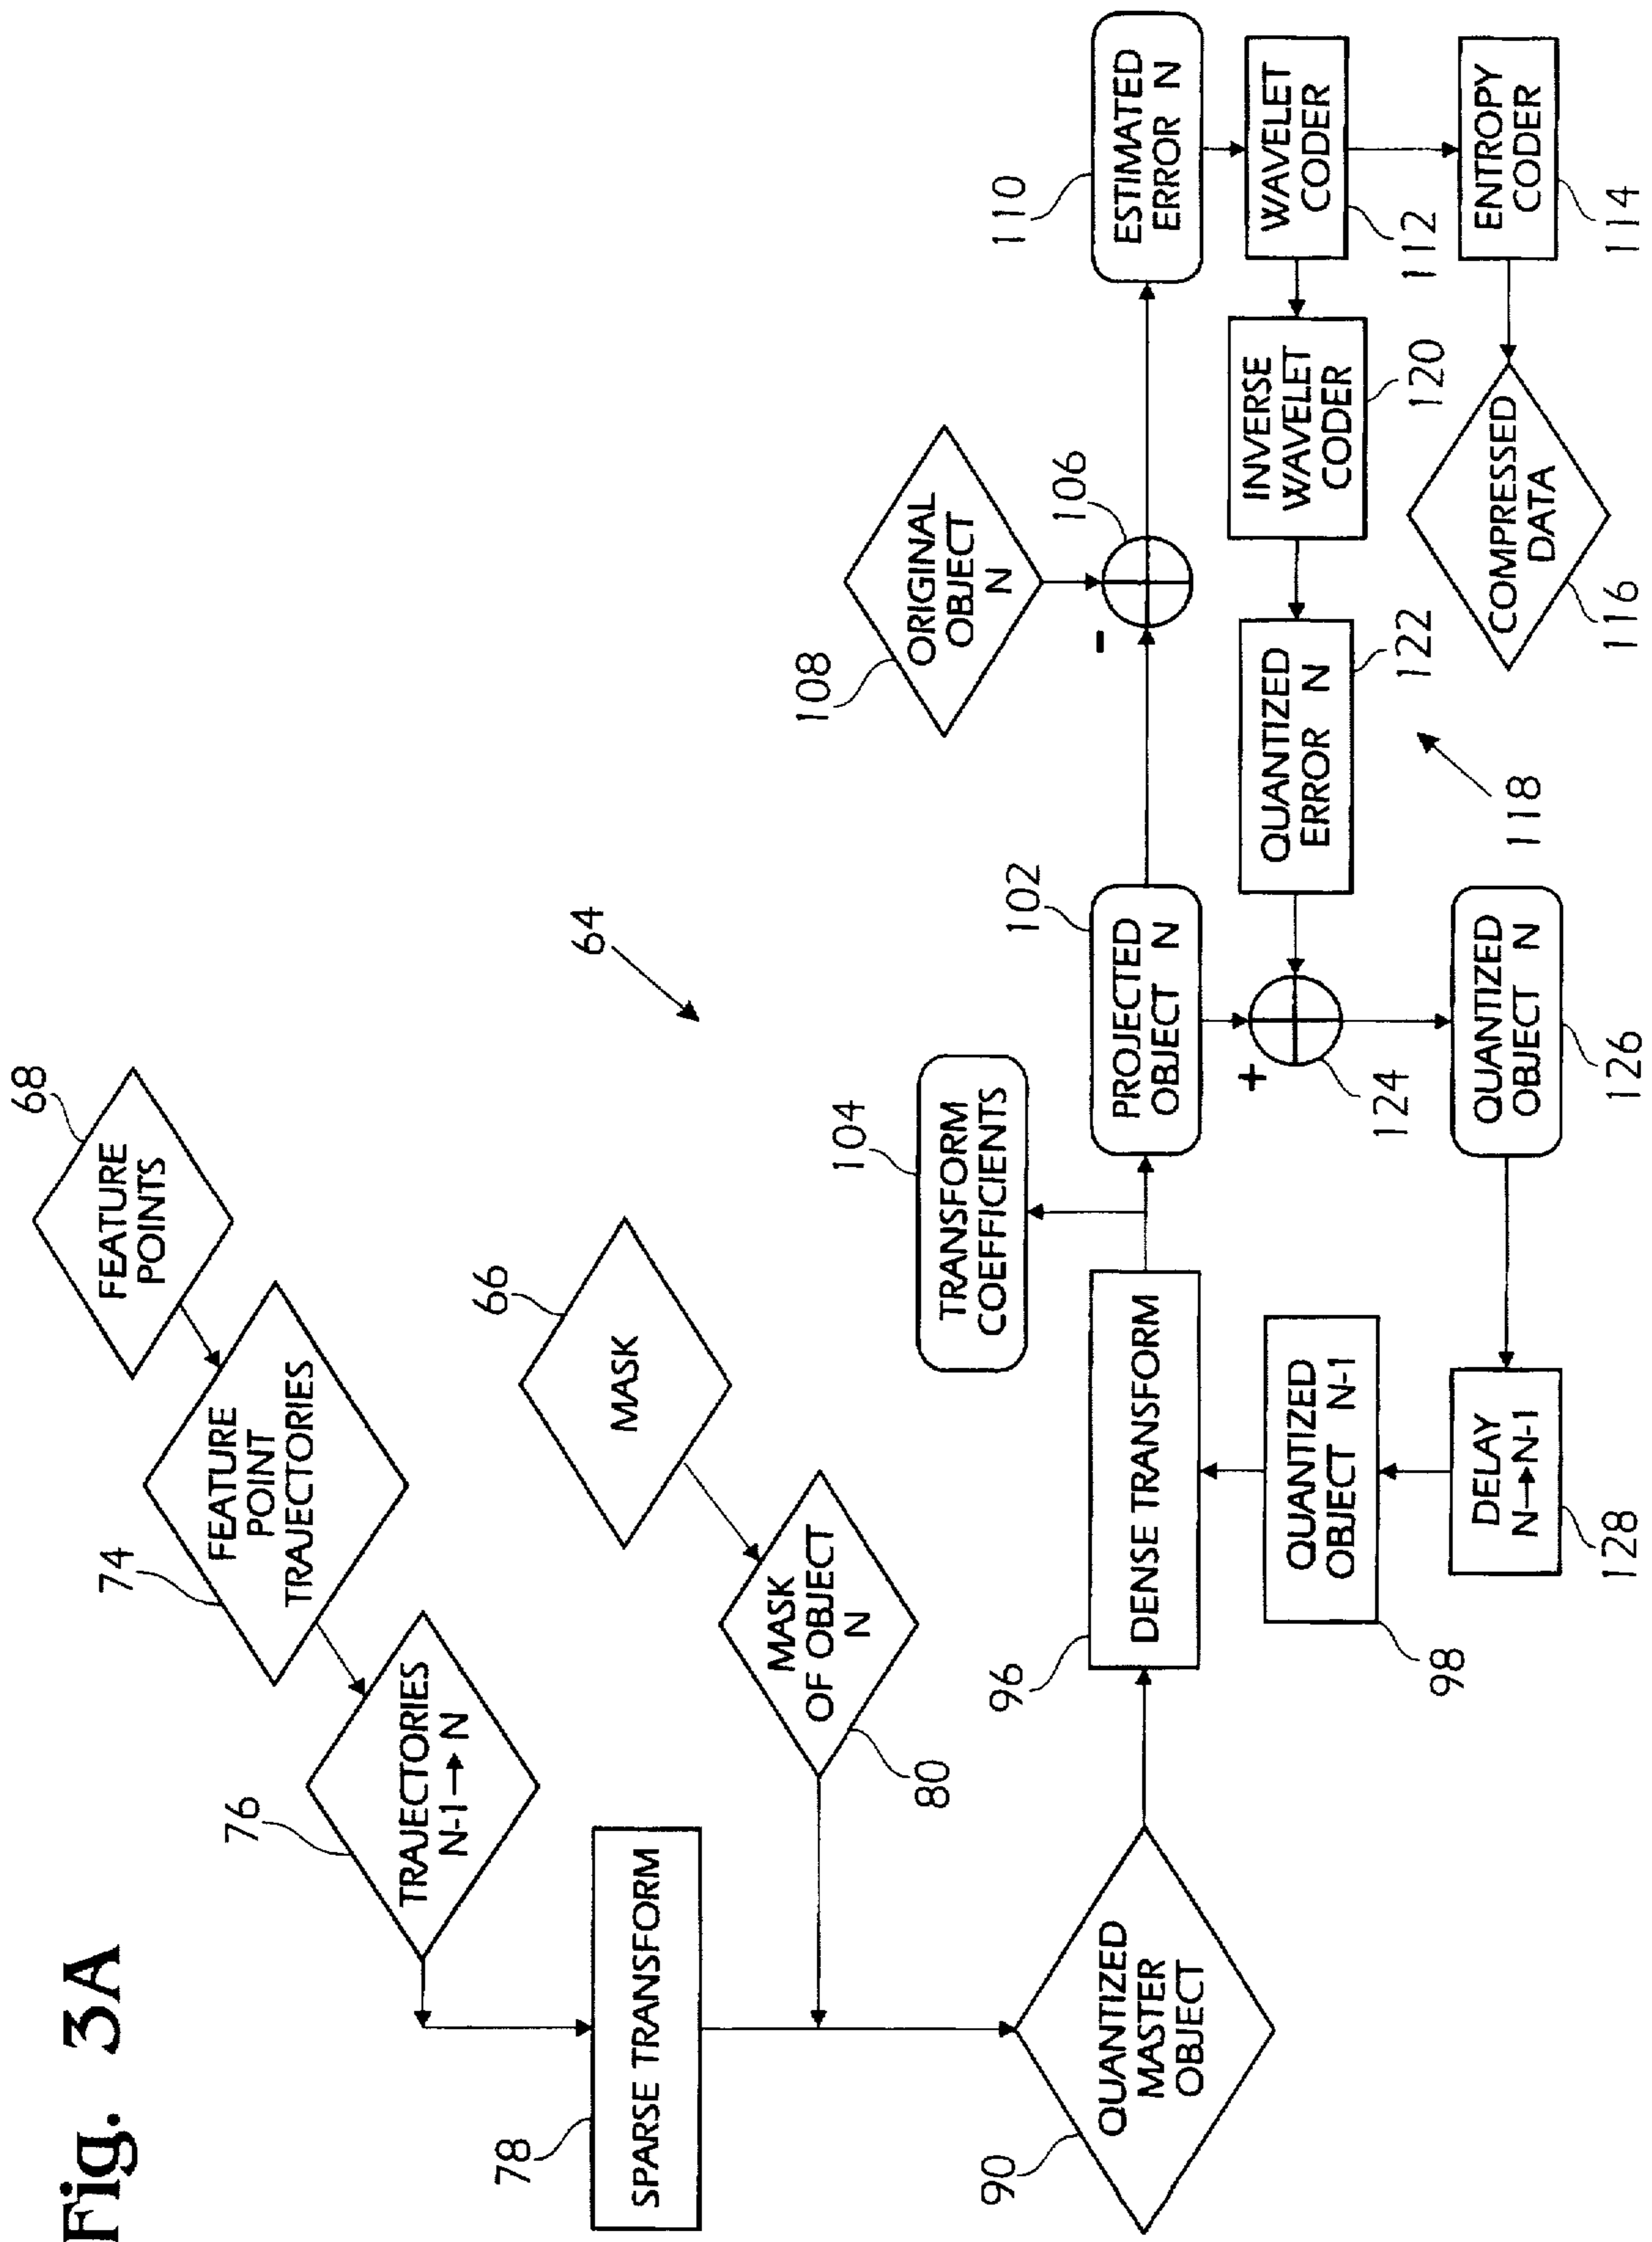 Fig. 3A
68
FEATURE
POINTS
74
FEATURE
POINT
TRAJECTORIES
76
TRAJECTORIES
N-1→N
66
MASK
78
SPARSE TRANSFORM
MASK
OF OBJECT
N
80
64
90
QUANTIZED
MASTER
OBJECT
96
DENSE TRANSFORM
104
TRANSFORM
COEFFICIENTS
102
PROJECTED
OBJECT N
108
ORIGINAL
OBJECT
N
106
-
110
ESTIMATED
ERROR N
QUANTIZED
OBJECT N-1
98
+
124
QUANTIZED
ERROR N
122
INVERSE
WAVELET
CODER
120
WAVELET
CODER
112
DELAY
N→N-1
128
QUANTIZED
OBJECT N
126
118
COMPRESSED
DATA
116
ENTROPY
CODER
114